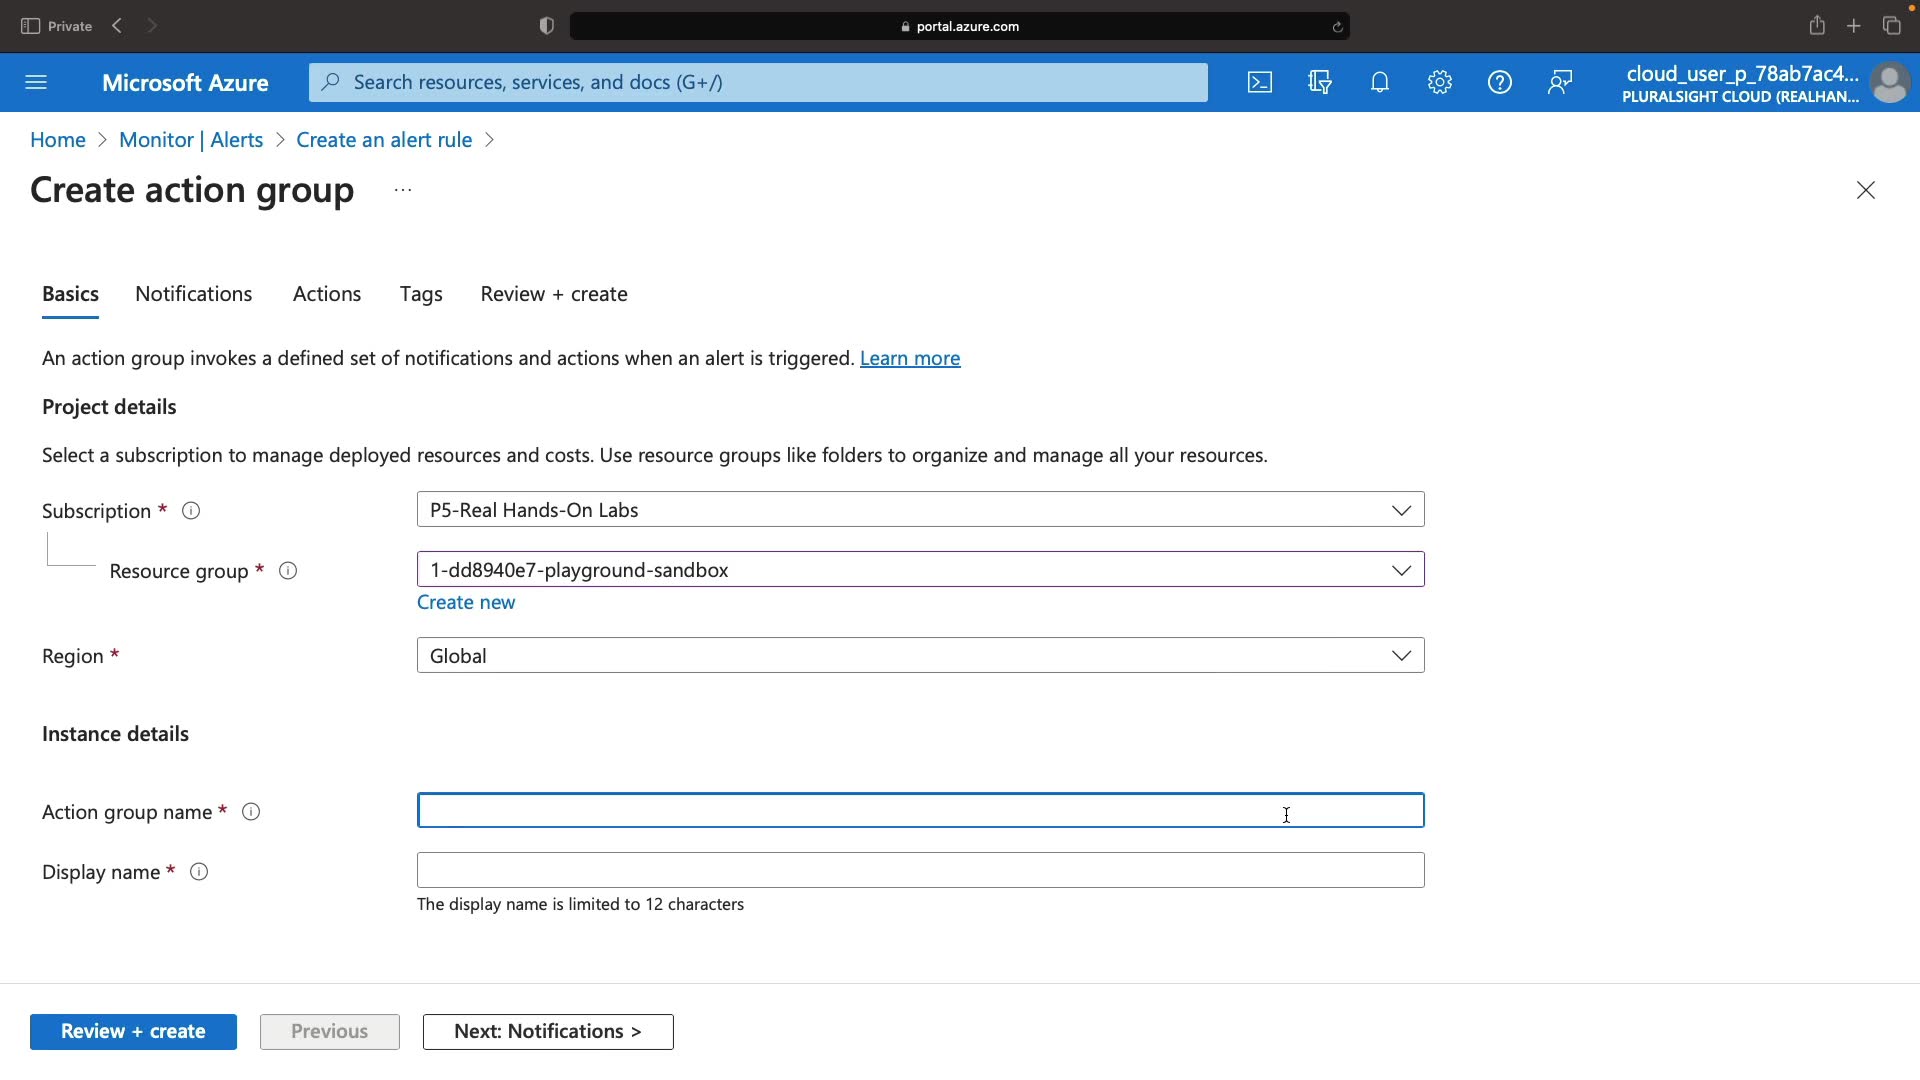 Private
portal.azure.com
Microsoft Azure
Search resources, services, and docs (G+/)
cloud_user_p_78ab7ac4...
PLURALSIGHT CLOUD (REALHAN...
Home > Monitor | Alerts > Create an alert rule >
Create action group ...
Basics Notifications Actions Tags Review + create
An action group invokes a defined set of notifications and actions when an alert is triggered. Learn more
Project details
Select a subscription to manage deployed resources and costs. Use resource groups like folders to organize and manage all your resources.
Subscription *
P5-Real Hands-On Labs
Resource group *
1-dd8940e7-playground-sandbox
Create new
Region *
Global
Instance details
Action group name *
Display name *
The display name is limited to 12 characters
Review + create
Previous
Next: Notifications >